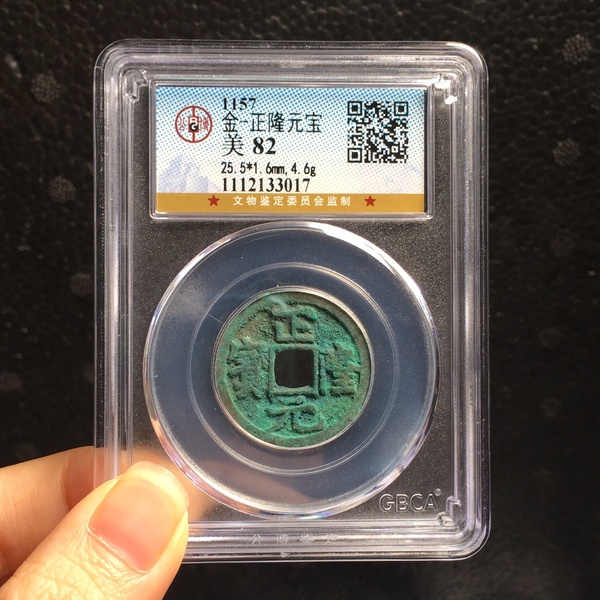 1157
金-正隆元宝
美 82
25.5*1.6mm,4.6g
1112133017
★ 文物鉴定委员会监制 ★
正
寶 隆
元
GBCA®